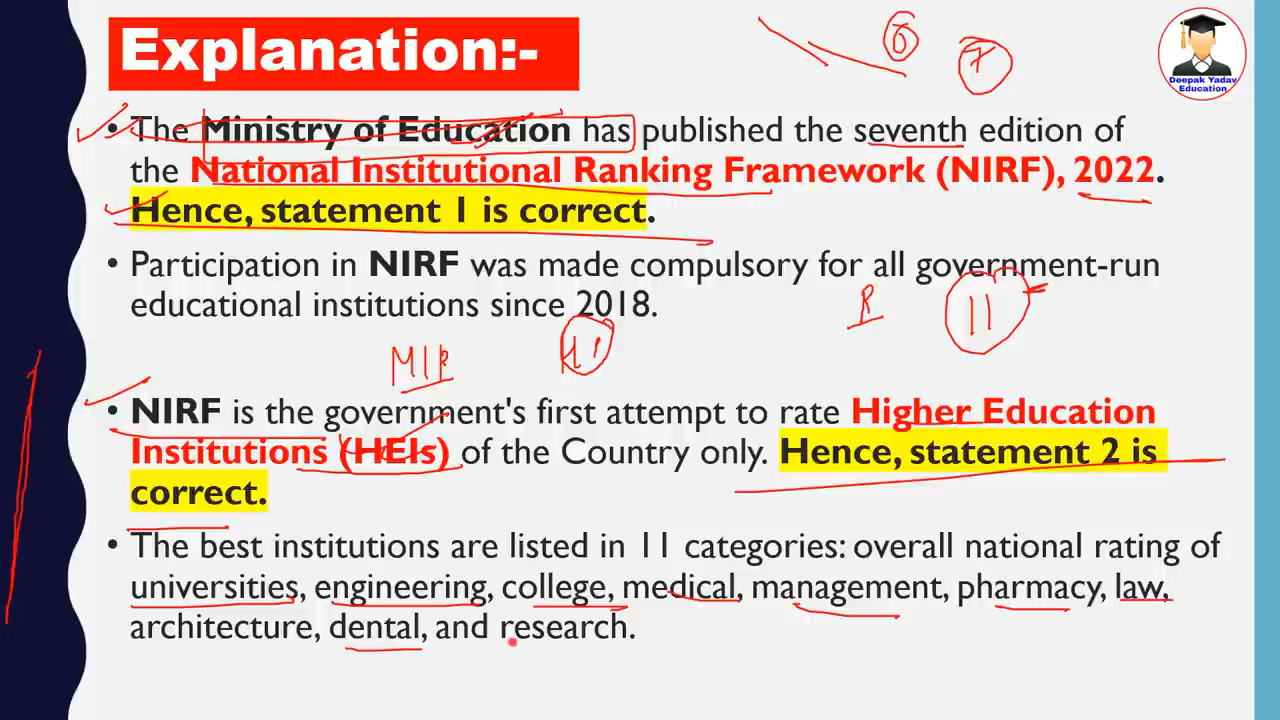 Explanation:-
6
7
Deepak Yadav
Education
• The Ministry of Education has published the seventh edition of
the National Institutional Ranking Framework (NIRF), 2022.
Hence, statement 1 is correct.
• Participation in NIRF was made compulsory for all government-run
educational institutions since 2018.
R
11
• NIRF is the government's first attempt to rate Higher Education
Institutions (HEIs) of the Country only. Hence, statement 2 is
correct.
• The best institutions are listed in 11 categories: overall national rating of
universities, engineering, college, medical, management, pharmacy, law,
architecture, dental, and research.